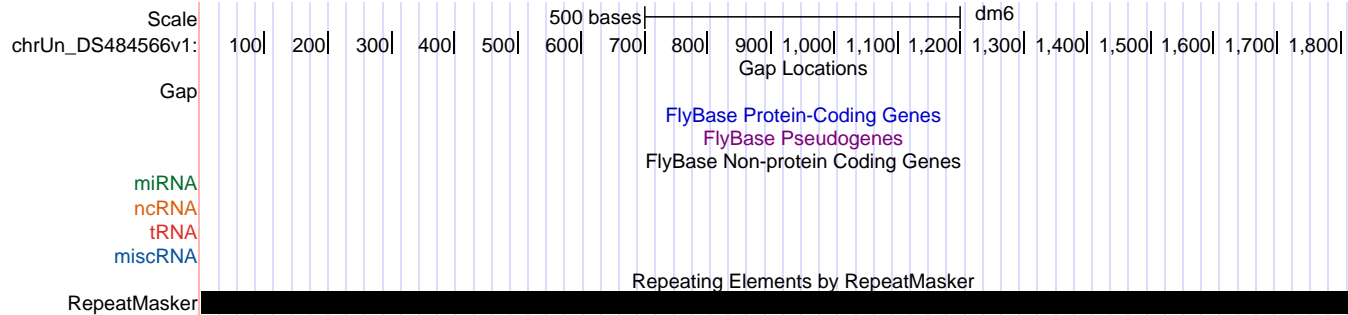 Scale 500 bases dm6
chrUn_DS484566v1: 100 200 300 400 500 600 700 800 900 1,000 1,100 1,200 1,300 1,400 1,500 1,600 1,700 1,800
Gap Locations
Gap
FlyBase Protein-Coding Genes
FlyBase Pseudogenes
FlyBase Non-protein Coding Genes
miRNA
ncRNA
tRNA
miscRNA
Repeating Elements by RepeatMasker
RepeatMasker